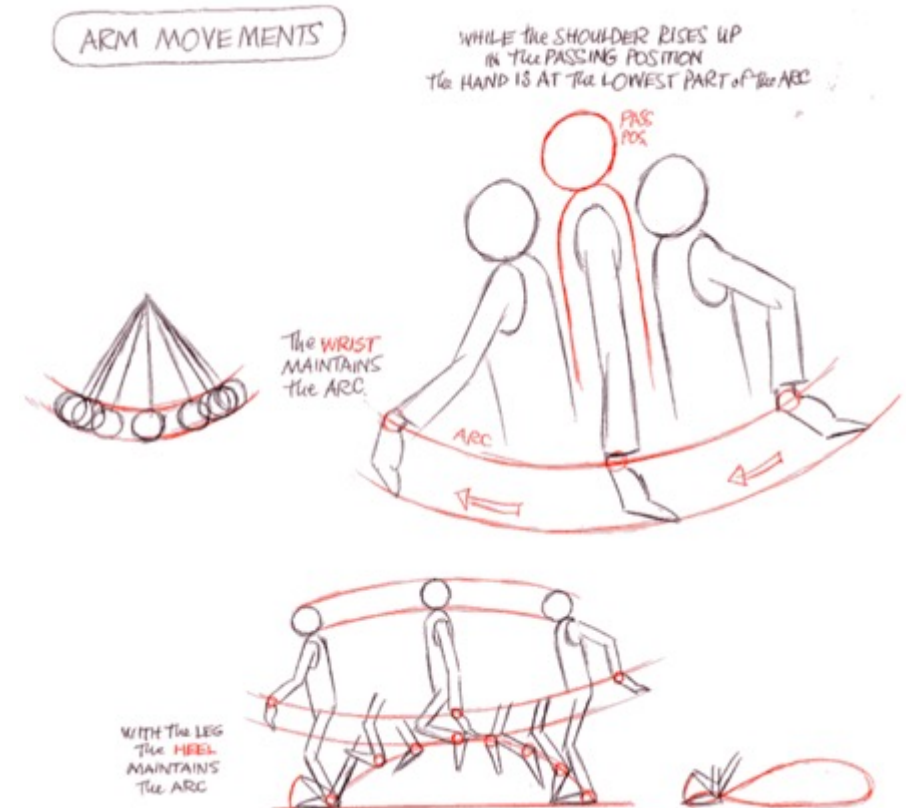 ARM MOVEMENTS
WHILE the SHOULDER RISES UP
IN The PASSING POSITION
The HAND IS AT The LOWEST PART of The ARC
PASS
POS.
The WRIST
MAINTAINS
The ARC.
ARC
WITH The LEG
The HEEL
MAINTAINS
The ARC